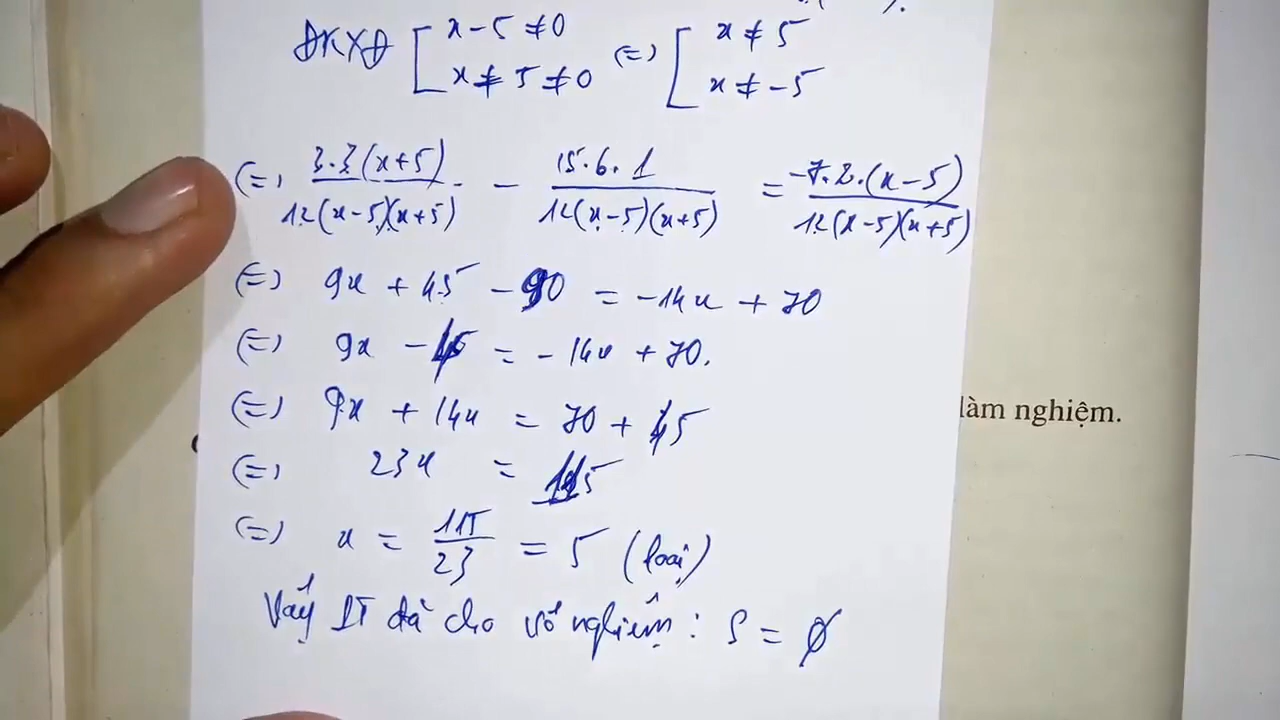 ĐKXĐ [ x - 5 ≠ 0 (=) [ x ≠ 5
x ≠ 5 ≠ 0 x ≠ -5
(=) 3.3(x+5) / 12(x-5)(x+5) - 15.6.1 / 12(x-5)(x+5) = -7.2.(x-5) / 12(x-5)(x+5)
(=) 9x + 45 - 90 = -14x + 70
(=) 9x - 45 = -14x + 70.
(=) 9x + 14x = 70 + 45
làm nghiệm.
(=) 23x = 115
(=) x = 115/23 = 5 (loại)
Vậy PT đã cho vô nghiệm: S = ∅